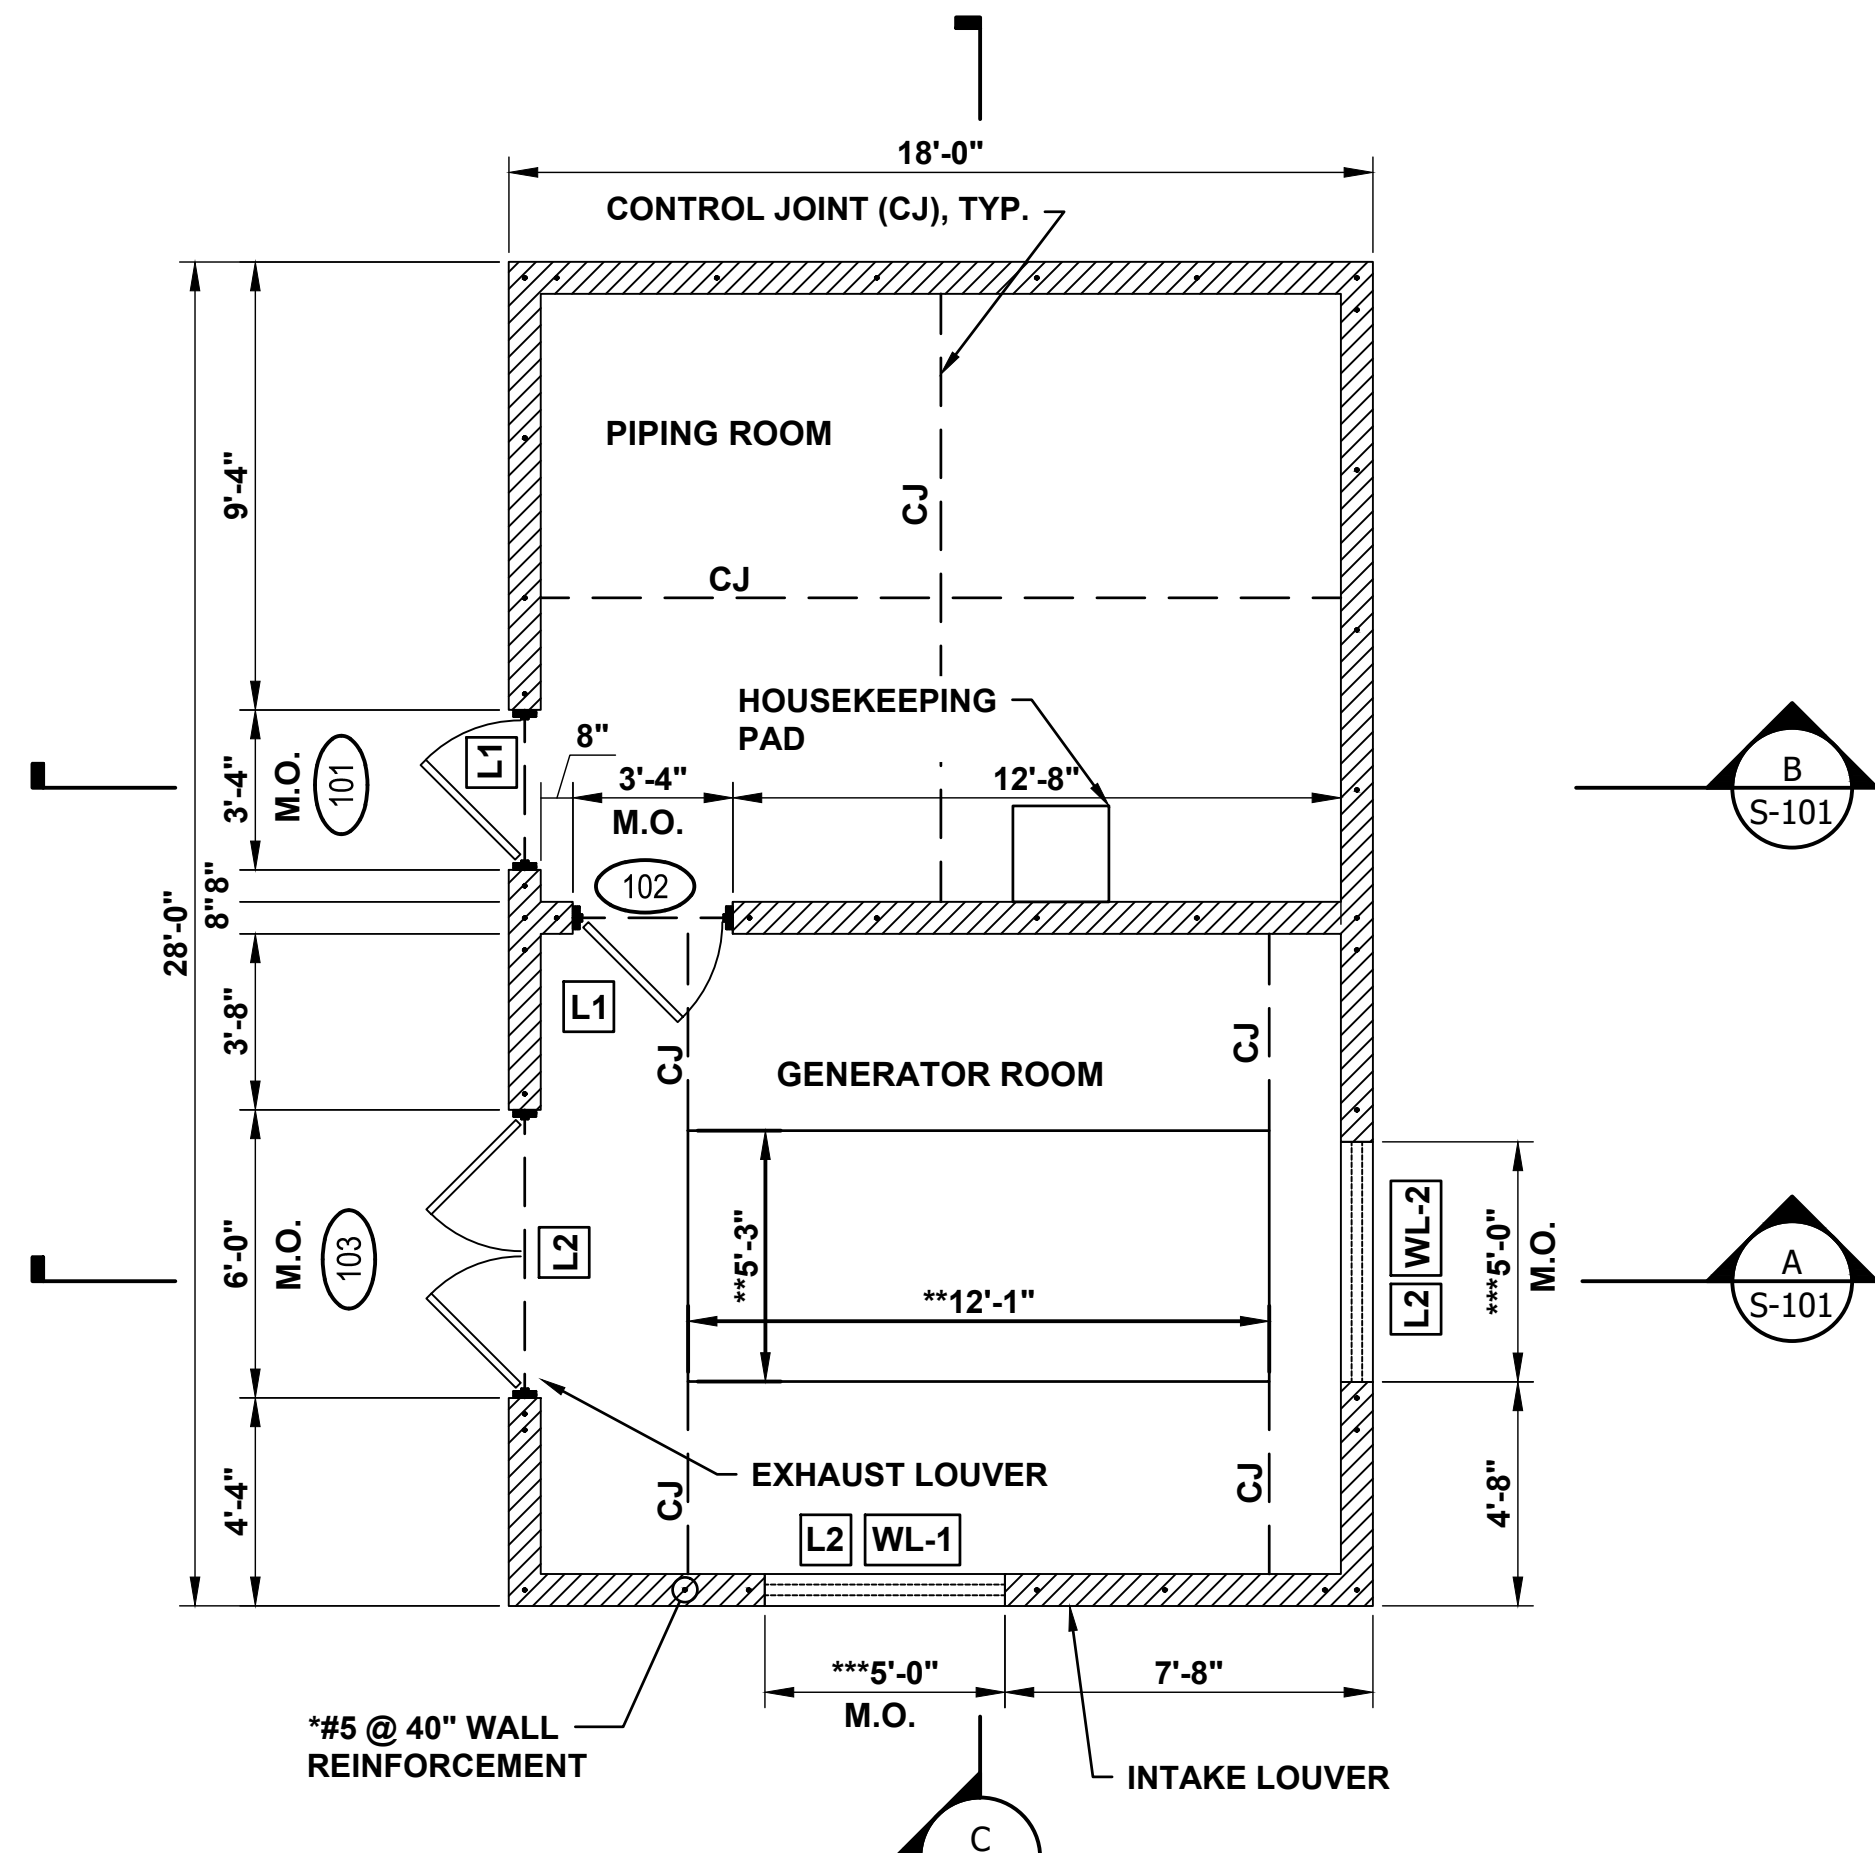 18'-0"
CONTROL JOINT (CJ), TYP.
PIPING ROOM
9'-4"
CJ
CJ
HOUSEKEEPING
PAD
8"
L1
3'-4"
M.O.
101
3'-4"
M.O.
12'-8"
102
B
S-101
8"
8"
28'-0"
3'-8"
L1
CJ
CJ
GENERATOR ROOM
6'-0"
M.O.
103
L2
**5'-3"
**12'-1"
WL-2
L2
***5'-0"
M.O.
A
S-101
EXHAUST LOUVER
4'-4"
CJ
CJ
4'-8"
L2 WL-1
***5'-0"
M.O.
7'-8"
*#5 @ 40" WALL
REINFORCEMENT
INTAKE LOUVER
C